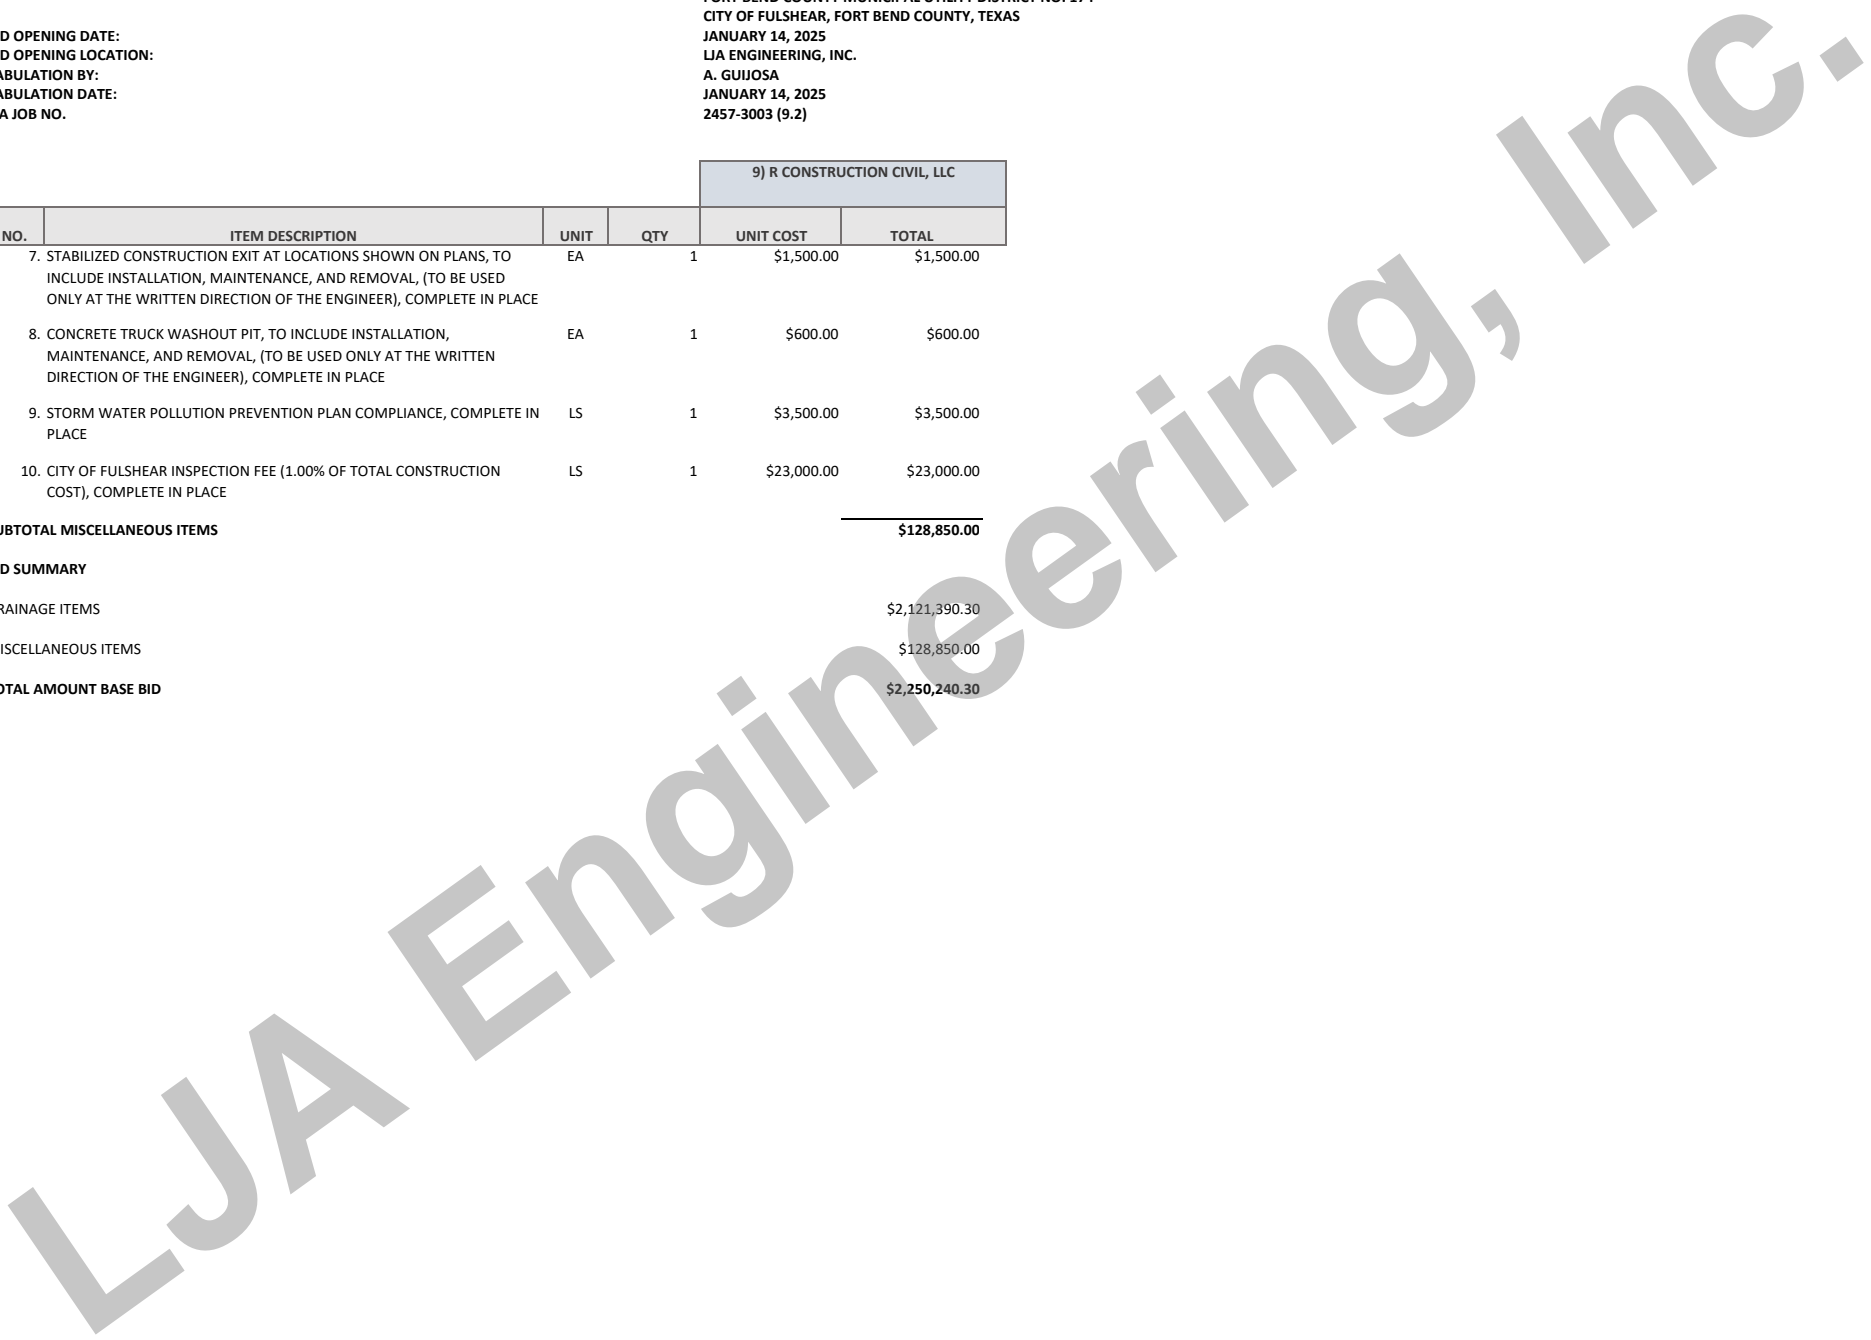 CITY OF FULSHEAR, FORT BEND COUNTY, TEXAS
D OPENING DATE: JANUARY 14, 2025
D OPENING LOCATION: LJA ENGINEERING, INC.
ABULATION BY: A. GUIJOSA
ABULATION DATE: JANUARY 14, 2025
A JOB NO. 2457-3003 (9.2)
9) R CONSTRUCTION CIVIL, LLC
NO. ITEM DESCRIPTION UNIT QTY UNIT COST TOTAL
7. STABILIZED CONSTRUCTION EXIT AT LOCATIONS SHOWN ON PLANS, TO EA 1 $1,500.00 $1,500.00
INCLUDE INSTALLATION, MAINTENANCE, AND REMOVAL, (TO BE USED
ONLY AT THE WRITTEN DIRECTION OF THE ENGINEER), COMPLETE IN PLACE
8. CONCRETE TRUCK WASHOUT PIT, TO INCLUDE INSTALLATION, EA 1 $600.00 $600.00
MAINTENANCE, AND REMOVAL, (TO BE USED ONLY AT THE WRITTEN
DIRECTION OF THE ENGINEER), COMPLETE IN PLACE
9. STORM WATER POLLUTION PREVENTION PLAN COMPLIANCE, COMPLETE IN LS 1 $3,500.00 $3,500.00
PLACE
10. CITY OF FULSHEAR INSPECTION FEE (1.00% OF TOTAL CONSTRUCTION LS 1 $23,000.00 $23,000.00
COST), COMPLETE IN PLACE
UBTOTAL MISCELLANEOUS ITEMS $128,850.00
D SUMMARY
RAINAGE ITEMS $2,121,390.30
ISCELLANEOUS ITEMS $128,850.00
OTAL AMOUNT BASE BID $2,250,240.30
LJA Engineering, Inc.